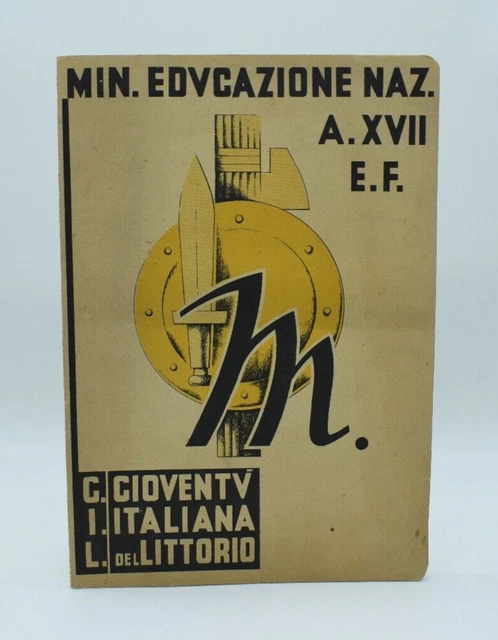 MIN. EDVCAZIONE NAZ.
A. XVII
E. F.
M.
G. GIOVENTV
I. ITALIANA
L. DEL LITTORIO